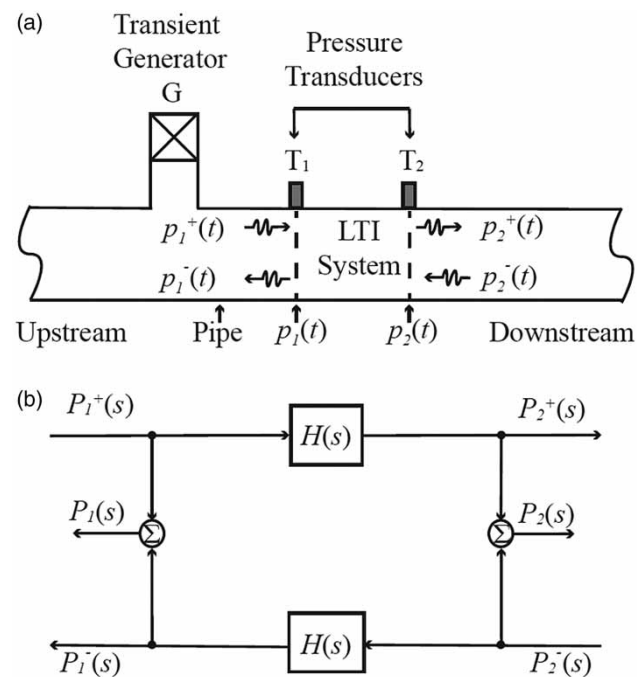 (a)
Transient
Generator
G
Pressure
Transducers
T₁ T₂
p₁⁺(t) LTI p₂⁺(t)
p₁⁻(t) System p₂⁻(t)
Upstream Pipe p₁(t) p₂(t) Downstream
(b)
P₁⁺(s) H(s) P₂⁺(s)
P₁(s) Σ Σ P₂(s)
P₁⁻(s) H(s) P₂⁻(s)